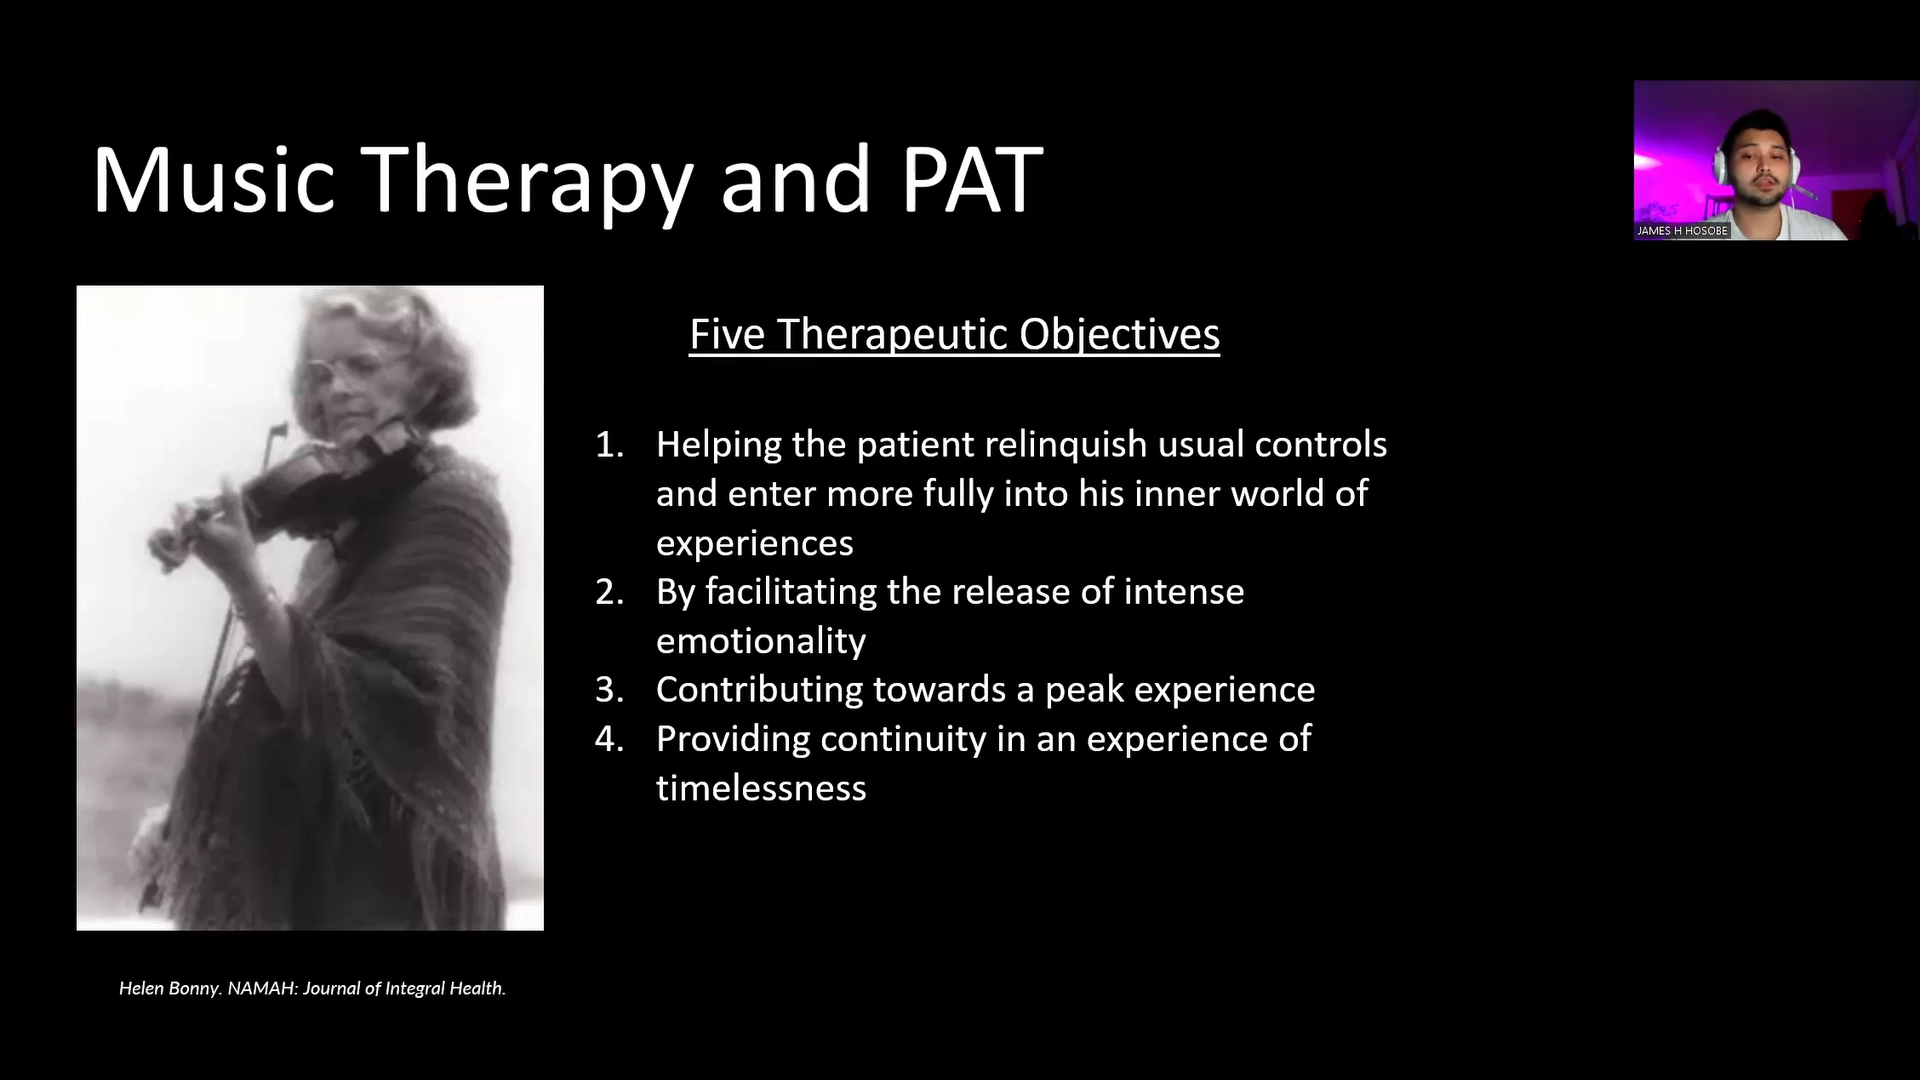 Music Therapy and PAT
JAMES H HOSOBE
Five Therapeutic Objectives
1. Helping the patient relinquish usual controls
and enter more fully into his inner world of
experiences
2. By facilitating the release of intense
emotionality
3. Contributing towards a peak experience
4. Providing continuity in an experience of
timelessness
Helen Bonny. NAMAH: Journal of Integral Health.